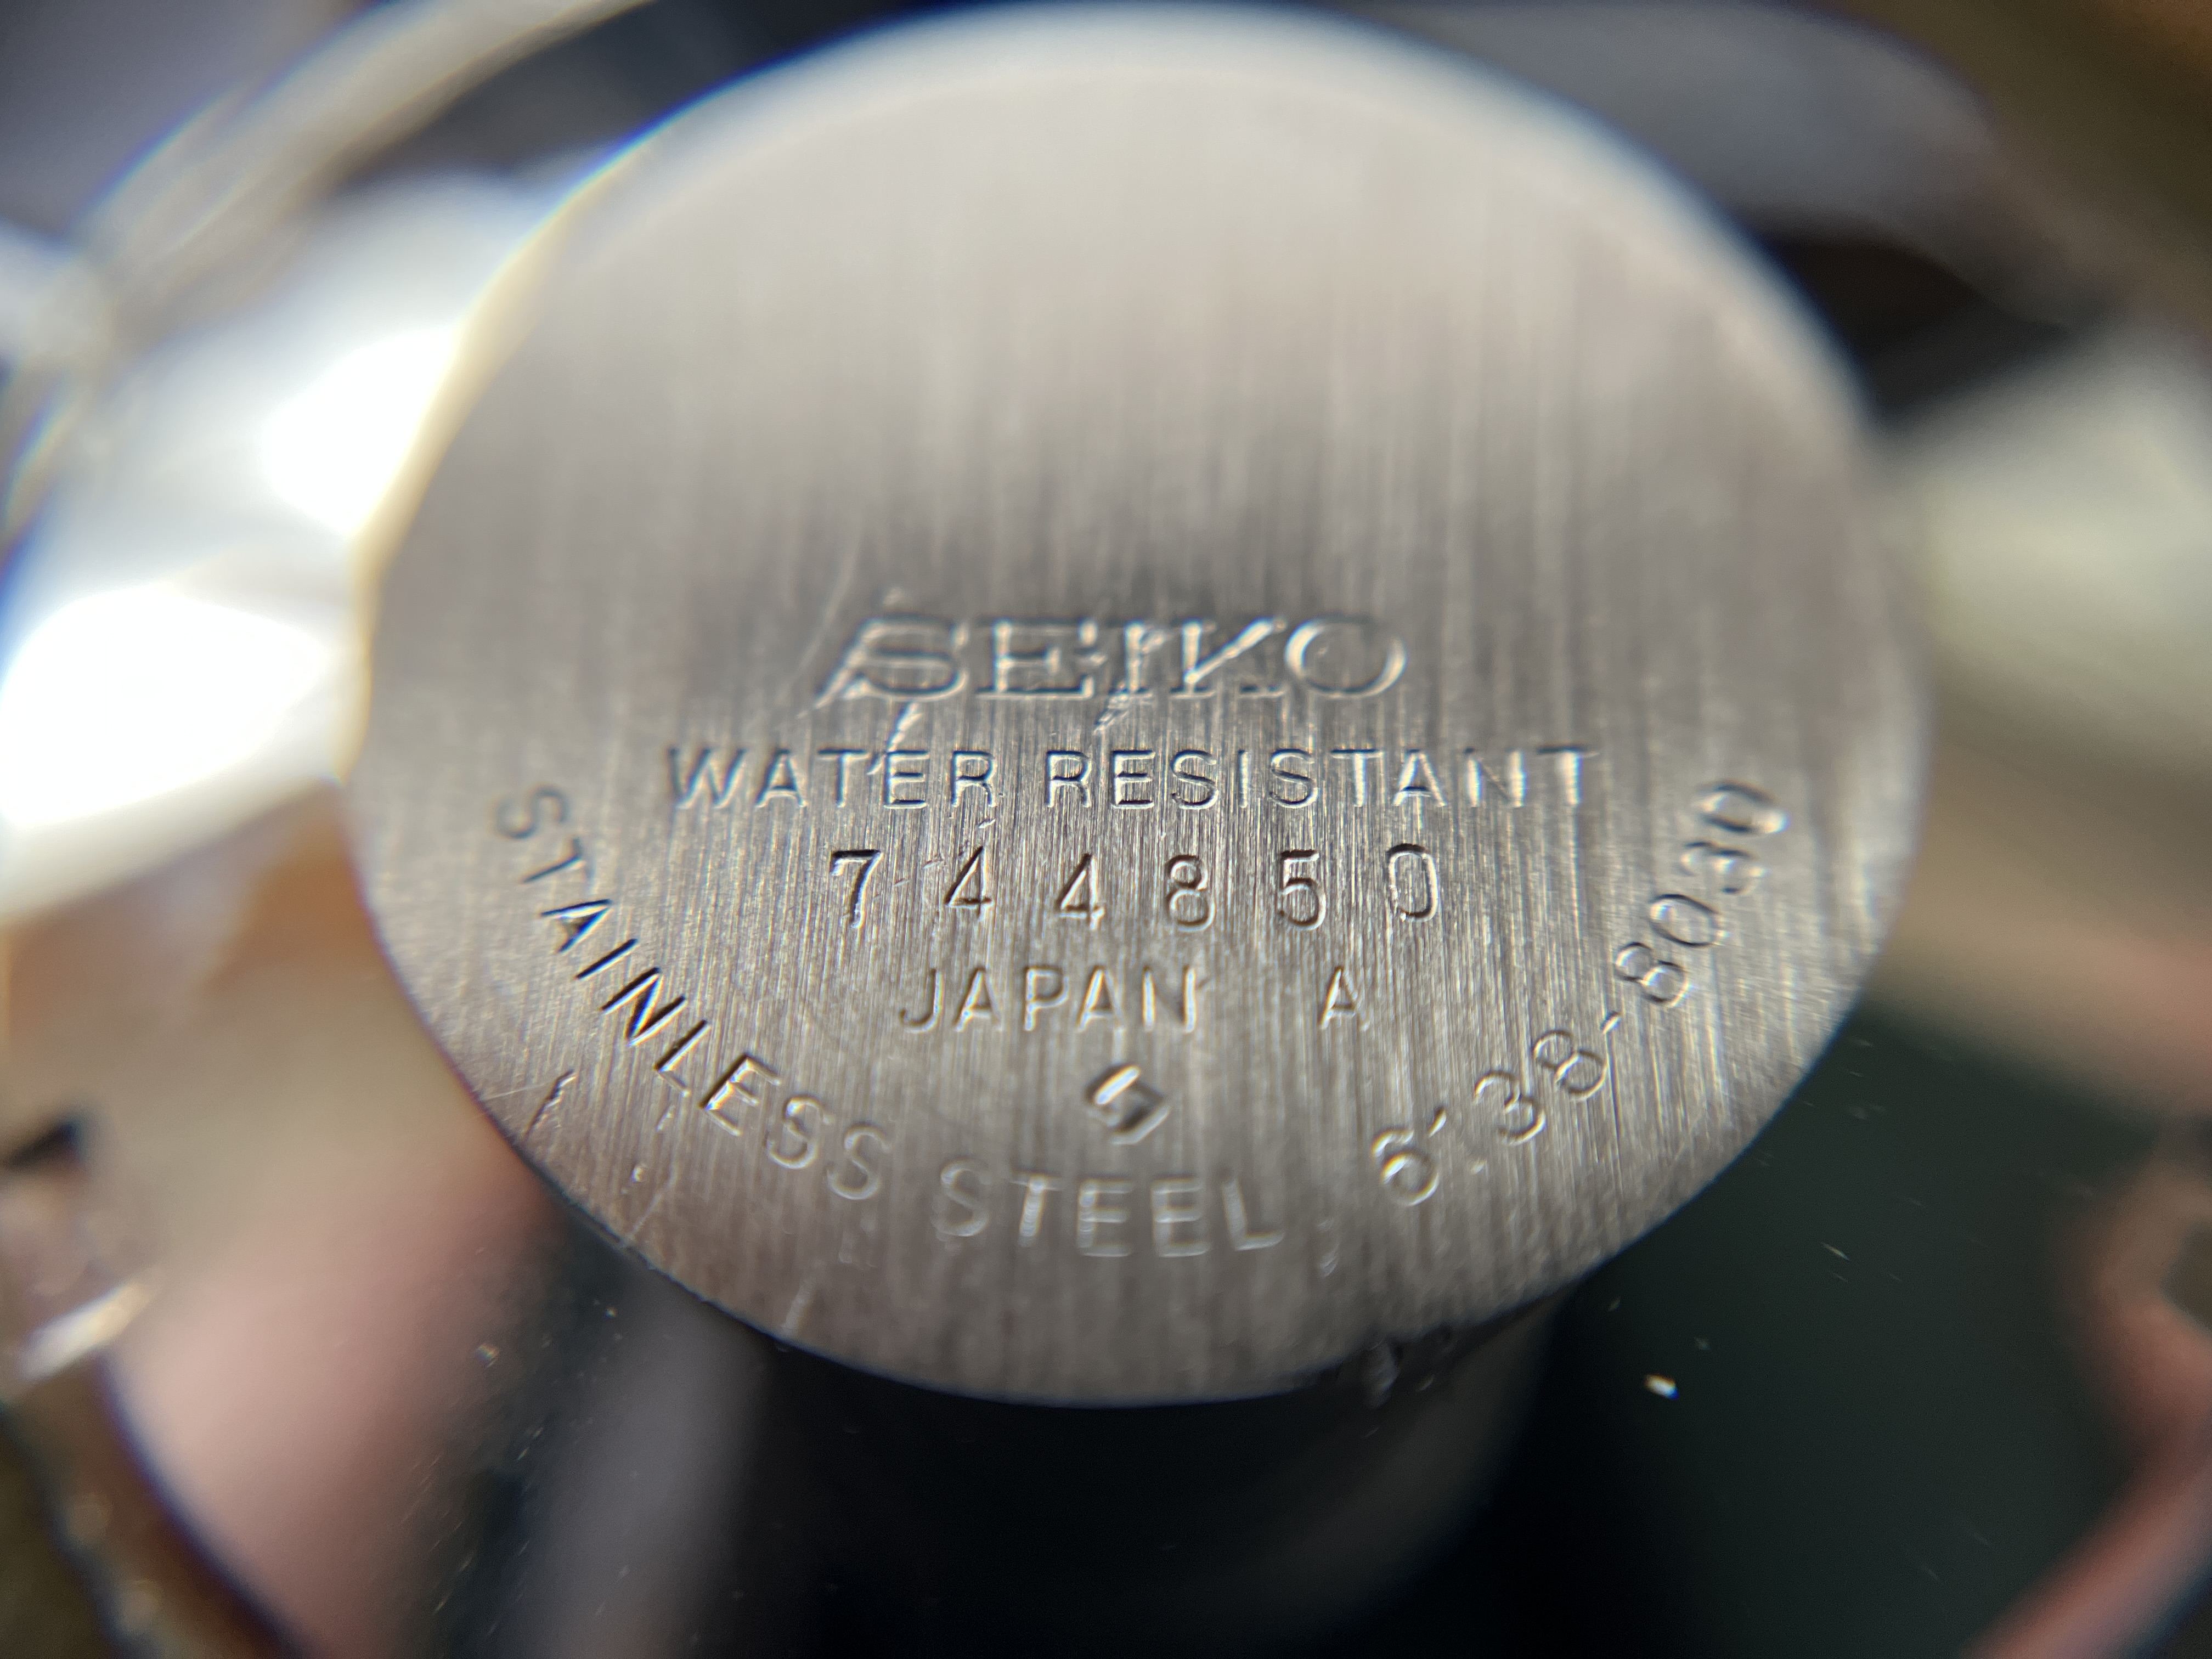 SEIKO
WATER RESISTANT
744850
JAPAN A
STAINLESS STEEL
6138-8030